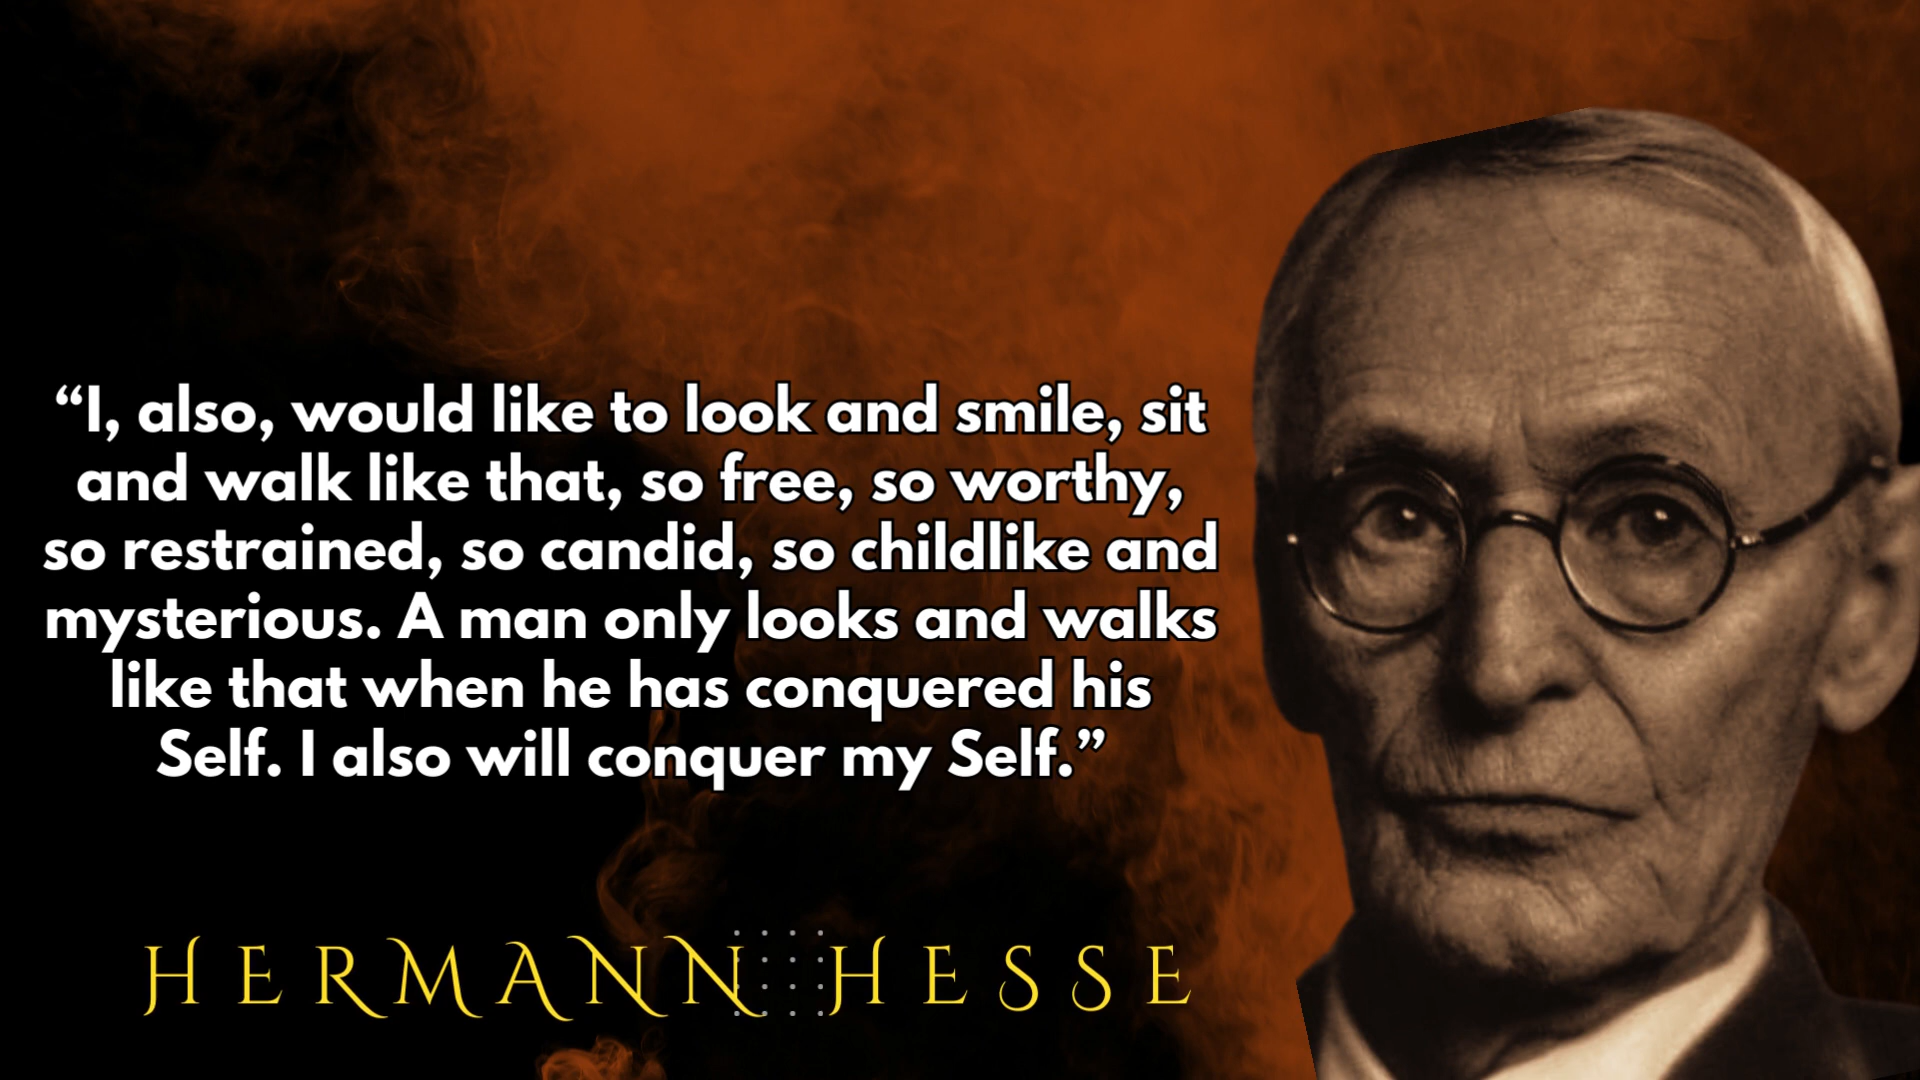 “I, also, would like to look and smile, sit
and walk like that, so free, so worthy,
so restrained, so candid, so childlike and
mysterious. A man only looks and walks
like that when he has conquered his
Self. I also will conquer my Self.”
HERMANN HESSE